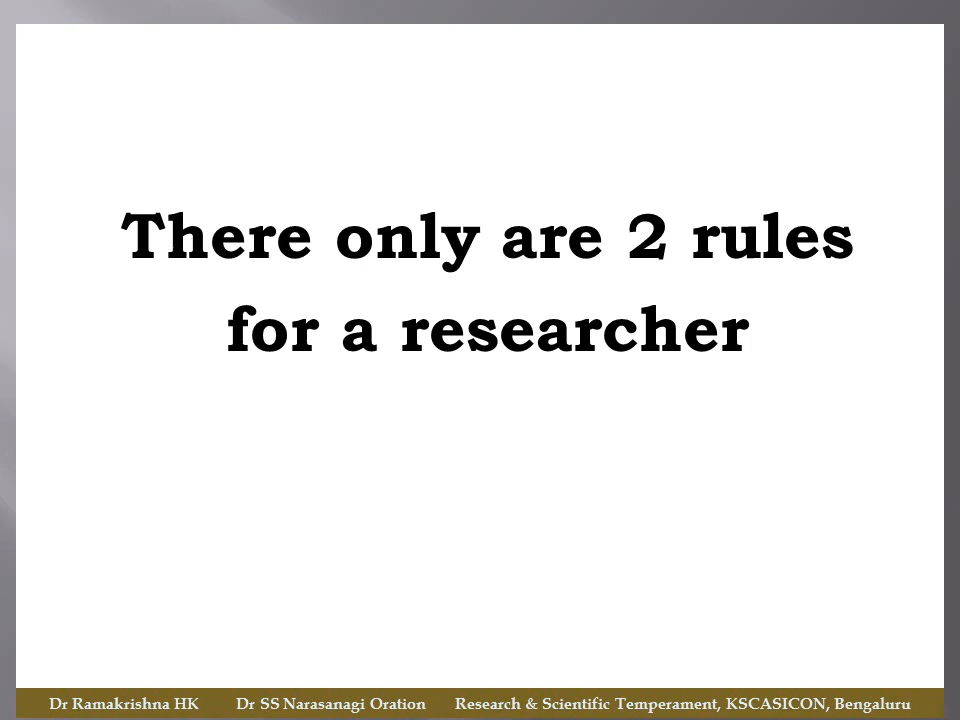 There only are 2 rules
for a researcher
Dr Ramakrishna HK Dr SS Narasanagi Oration Research & Scientific Temperament, KSCASICON, Bengaluru